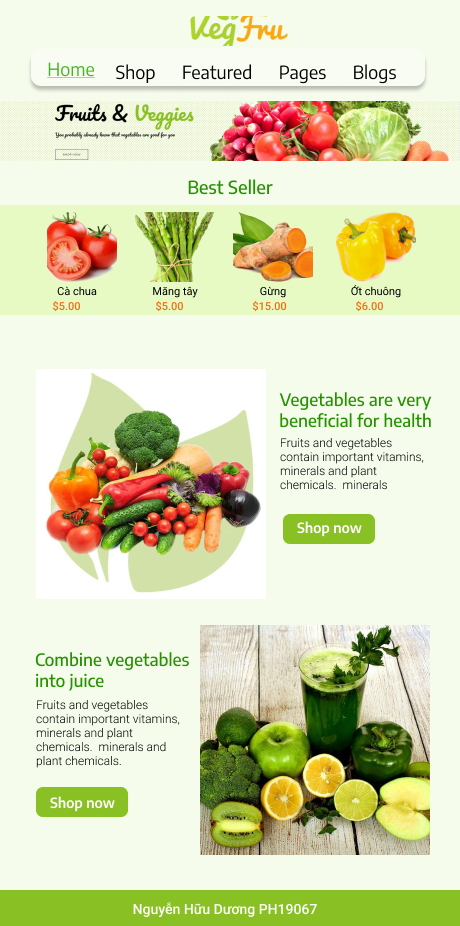 VegFru
Home Shop Featured Pages Blogs
Fruits & Veggies
You probably already know that vegetables are good for you
SHOP NOW
Best Seller
Cà chua Măng tây Gừng Ớt chuông
$5.00 $5.00 $15.00 $6.00
Vegetables are very
beneficial for health
Fruits and vegetables
contain important vitamins,
minerals and plant
chemicals. minerals
Shop now
Combine vegetables
into juice
Fruits and vegetables
contain important vitamins,
minerals and plant
chemicals. minerals and
plant chemicals.
Shop now
Nguyễn Hữu Dương PH19067